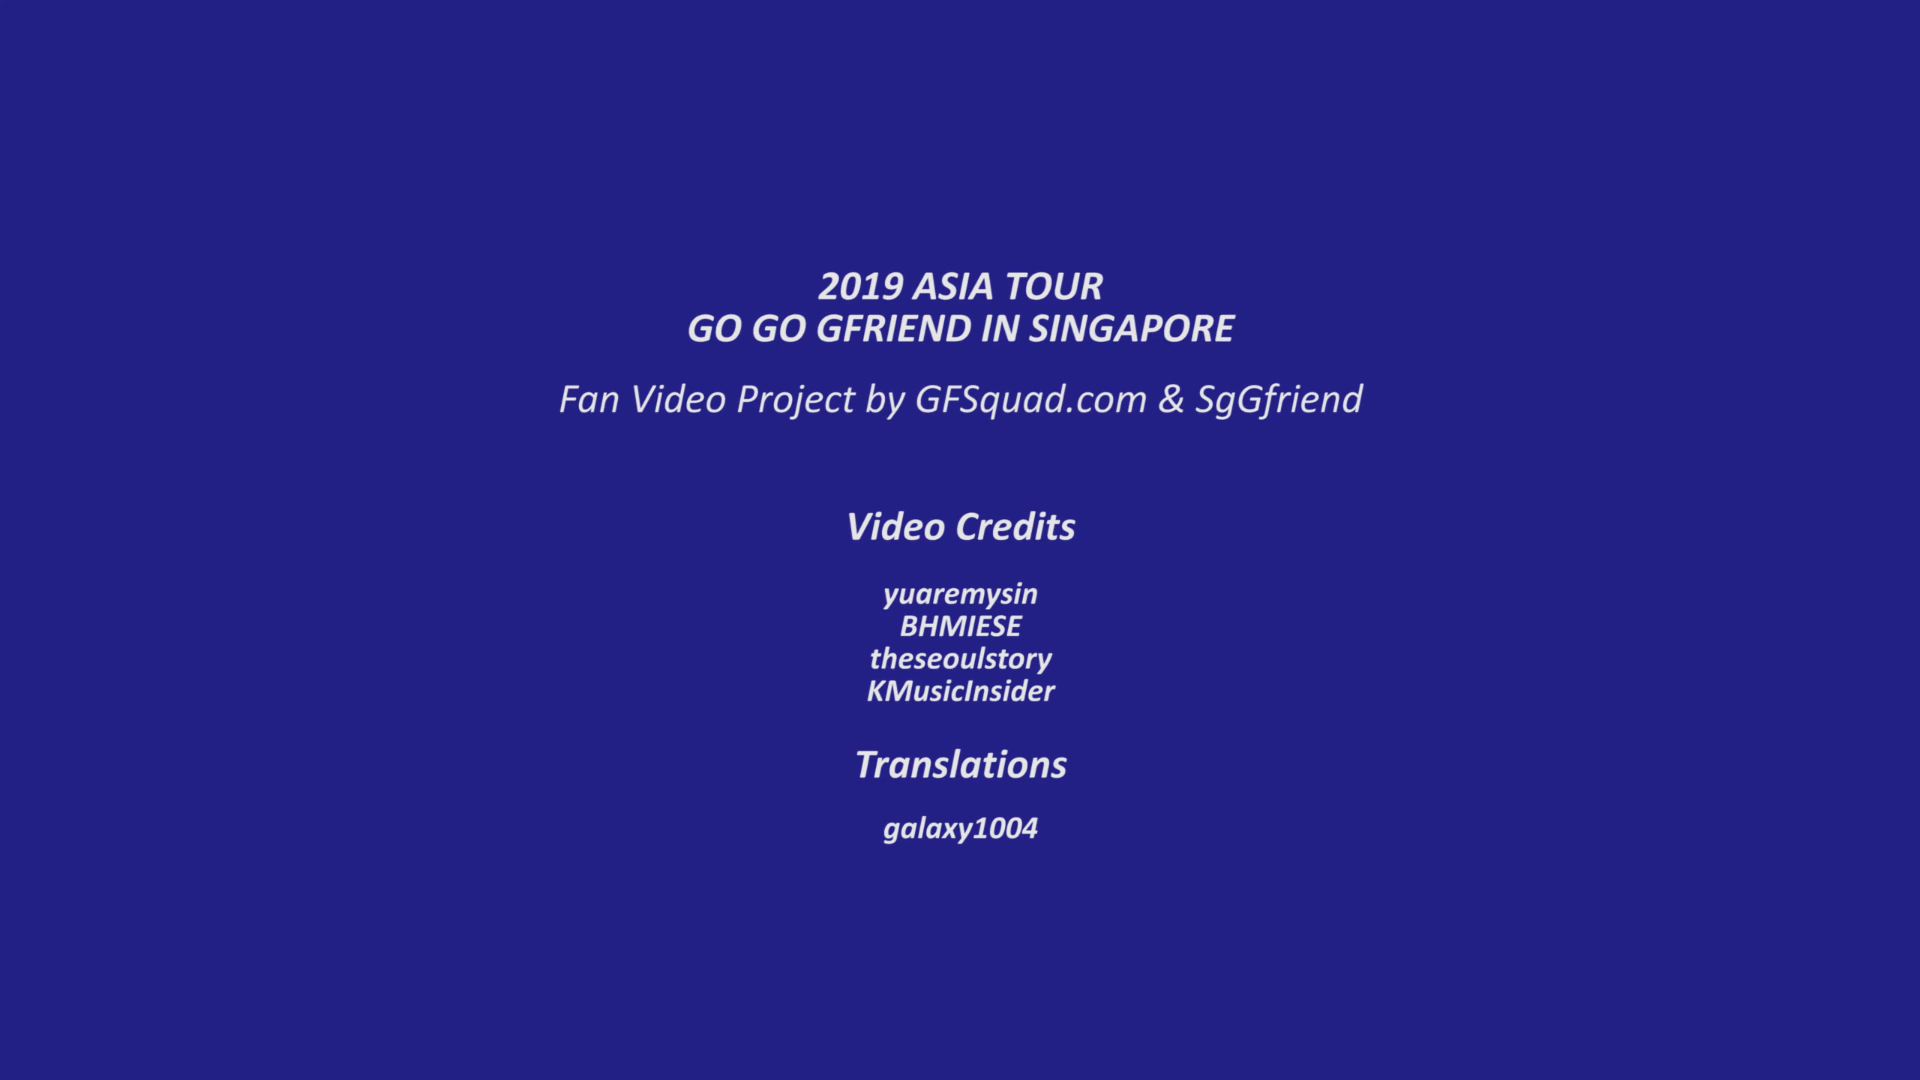 2019 ASIA TOUR
GO GO GFRIEND IN SINGAPORE
Fan Video Project by GFSquad.com & SgGfriend
Video Credits
yuaremysin
BHMIESE
theseoulstory
KMusicInsider
Translations
galaxy1004